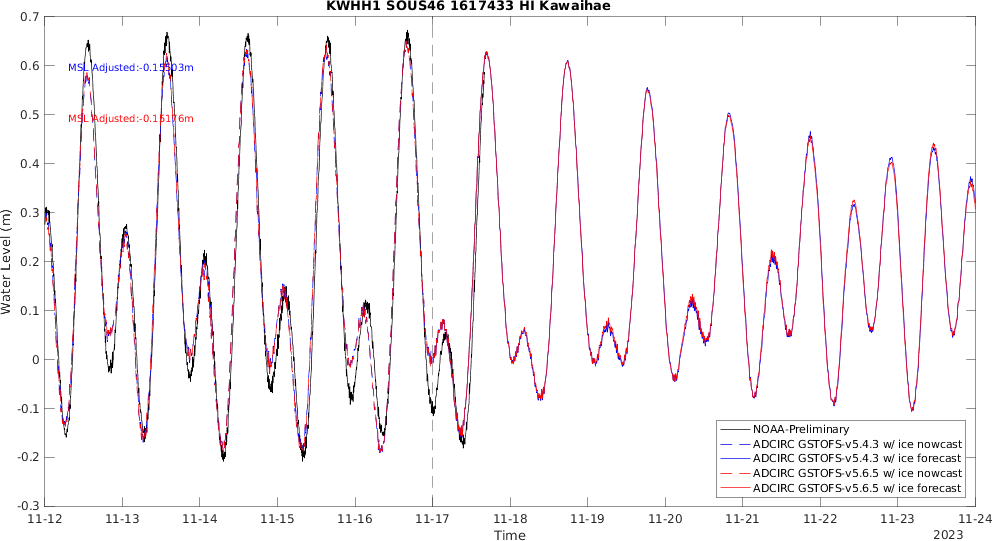 KWHH1 SOUS46 1617433 HI Kawaihae
0.7
0.6
0.5
0.4
0.3
0.2
0.1
0
-0.1
-0.2
-0.3
Water Level (m)
MSL Adjusted:-0.15503m
MSL Adjusted:-0.15176m
NOAA-Preliminary
ADCIRC GSTOFS-v5.4.3 w/ ice nowcast
ADCIRC GSTOFS-v5.4.3 w/ ice forecast
ADCIRC GSTOFS-v5.6.5 w/ ice nowcast
ADCIRC GSTOFS-v5.6.5 w/ ice forecast
11-12 11-13 11-14 11-15 11-16 11-17 11-18 11-19 11-20 11-21 11-22 11-23 11-24
Time
2023